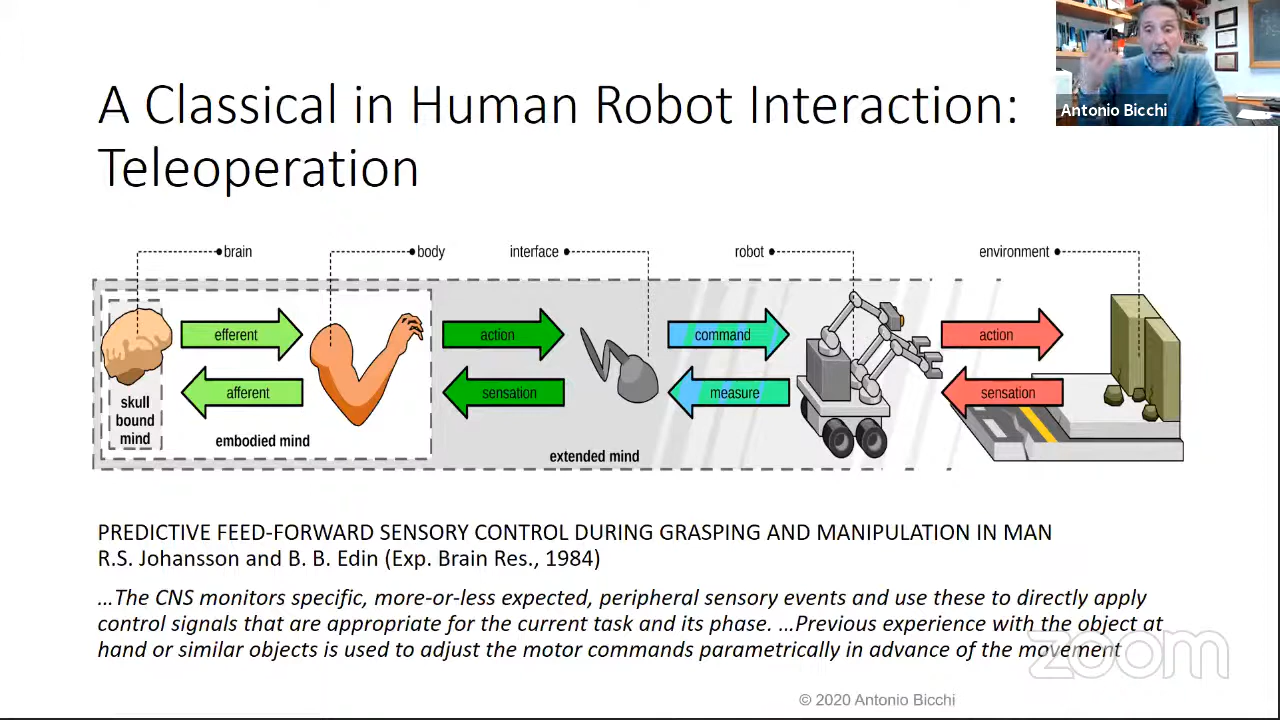 A Classical in Human Robot Interaction:
Teleoperation
Antonio Bicchi
brain
body
interface
robot
environment
efferent
action
command
action
afferent
sensation
measure
sensation
skull
bound
mind
embodied mind
extended mind
PREDICTIVE FEED-FORWARD SENSORY CONTROL DURING GRASPING AND MANIPULATION IN MAN
R.S. Johansson and B. B. Edin (Exp. Brain Res., 1984)
...The CNS monitors specific, more-or-less expected, peripheral sensory events and use these to directly apply
control signals that are appropriate for the current task and its phase. ...Previous experience with the object at
hand or similar objects is used to adjust the motor commands parametrically in advance of the movement
zoom
© 2020 Antonio Bicchi